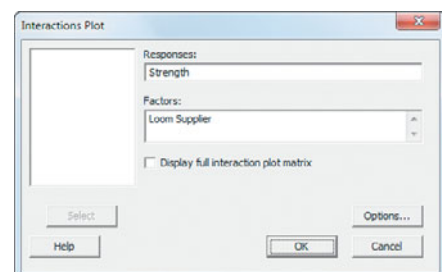 Interactions Plot
Responses:
Strength
Factors:
Loom Supplier
Display full interaction plot matrix
Select
Options...
Help
OK
Cancel